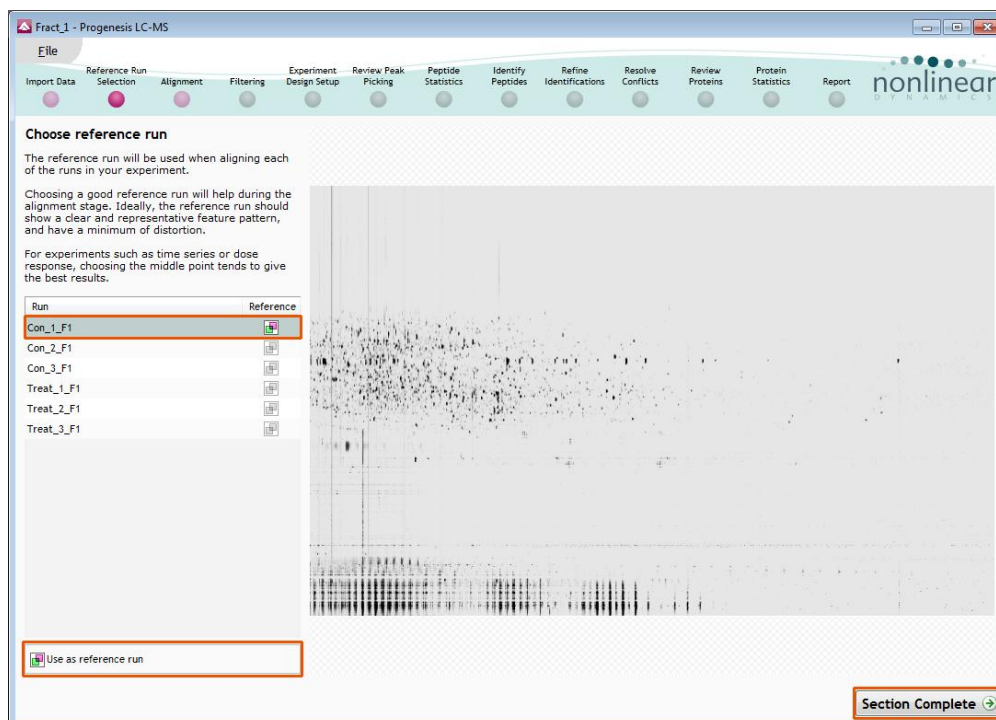 Fract_1 - Progenesis LC-MS
File
Import Data
Reference Run
Selection
Alignment
Filtering
Experiment
Design Setup
Review Peak
Picking
Peptide
Statistics
Identify
Peptides
Refine
Identifications
Resolve
Conflicts
Review
Proteins
Protein
Statistics
Report
nonlinear
DYNAMICS
Choose reference run
The reference run will be used when aligning each
of the runs in your experiment.
Choosing a good reference run will help during the
alignment stage. Ideally, the reference run should
show a clear and representative feature pattern,
and have a minimum of distortion.
For experiments such as time series or dose
response, choosing the middle point tends to give
the best results.
Run Reference
Con_1_F1
Con_2_F1
Con_3_F1
Treat_1_F1
Treat_2_F1
Treat_3_F1
Use as reference run
Section Complete